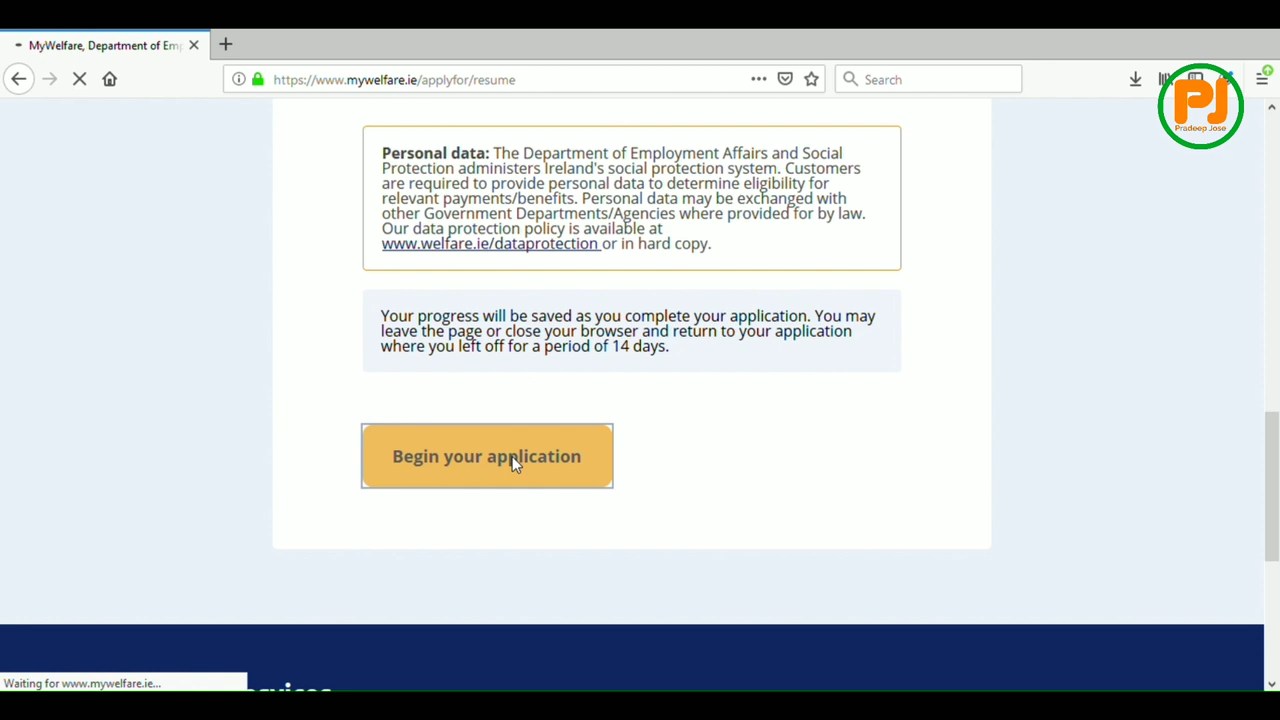 MyWelfare, Department of Em
https://www.mywelfare.ie/applyfor/resume
Search
PJ
Pradeep Jose
Personal data: The Department of Employment Affairs and Social
Protection administers Ireland's social protection system. Customers
are required to provide personal data to determine eligibility for
relevant payments/benefits. Personal data may be exchanged with
other Government Departments/Agencies where provided for by law.
Our data protection policy is available at
www.welfare.ie/dataprotection or in hard copy.
Your progress will be saved as you complete your application. You may
leave the page or close your browser and return to your application
where you left off for a period of 14 days.
Begin your application
Waiting for www.mywelfare.ie...